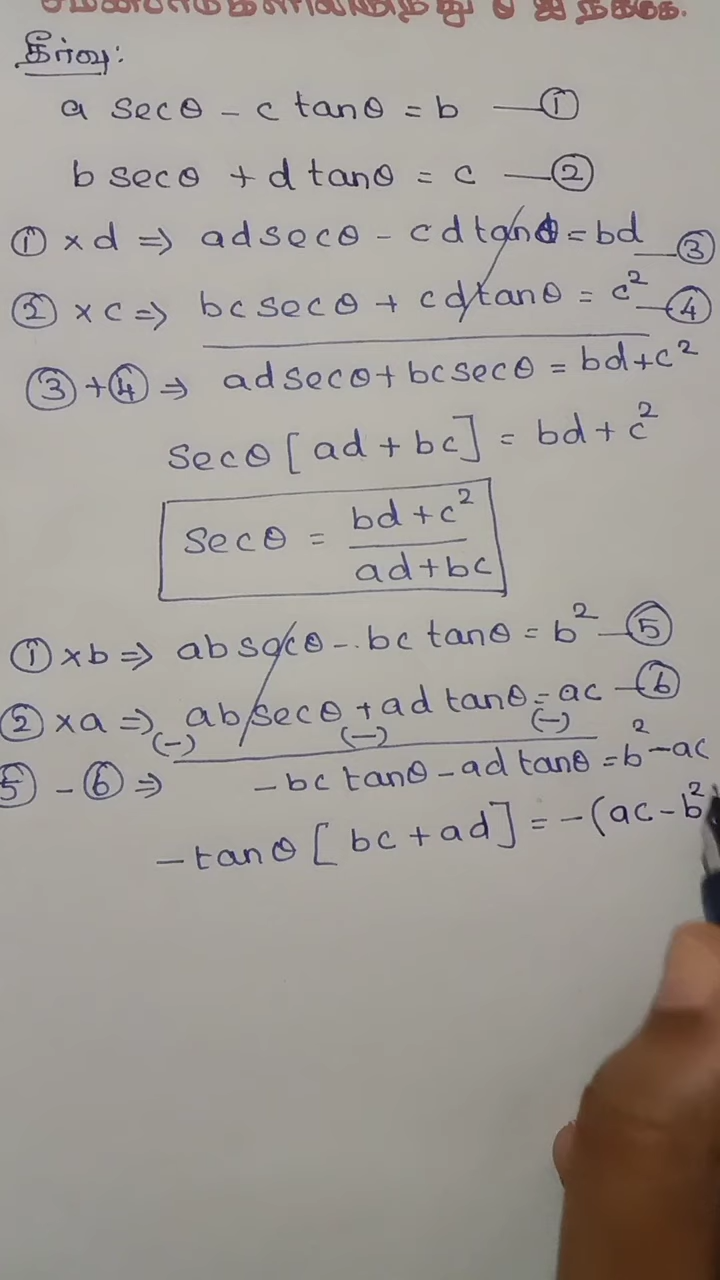 தீர்வு:
a secθ - c tanθ = b — ①
b secθ + d tanθ = c — ②
① × d ⇒ ad secθ - cd tanθ = bd — ③
② × c ⇒ bc secθ + cd tanθ = c² — ④
③ + ④ ⇒ ad secθ + bc secθ = bd + c²
secθ [ad + bc] = bd + c²
secθ = (bd + c²)/(ad + bc)
① × b ⇒ ab secθ - bc tanθ = b² — ⑤
② × a ⇒ ab secθ + ad tanθ = ac — ⑥
(-) (-) (-)
⑤ - ⑥ ⇒ -bc tanθ - ad tanθ = b² - ac
-tanθ [bc + ad] = -(ac - b²